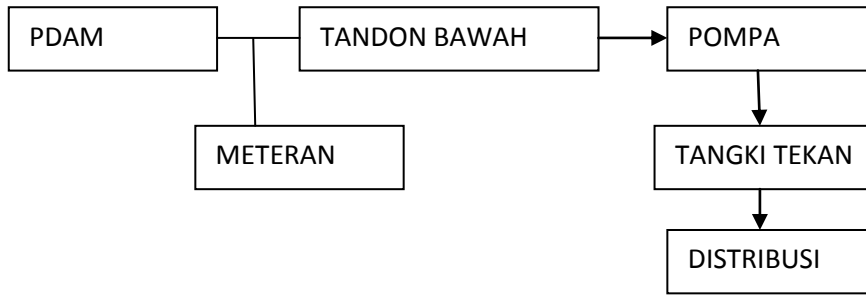 PDAM
TANDON BAWAH
POMPA
METERAN
TANGKI TEKAN
DISTRIBUSI